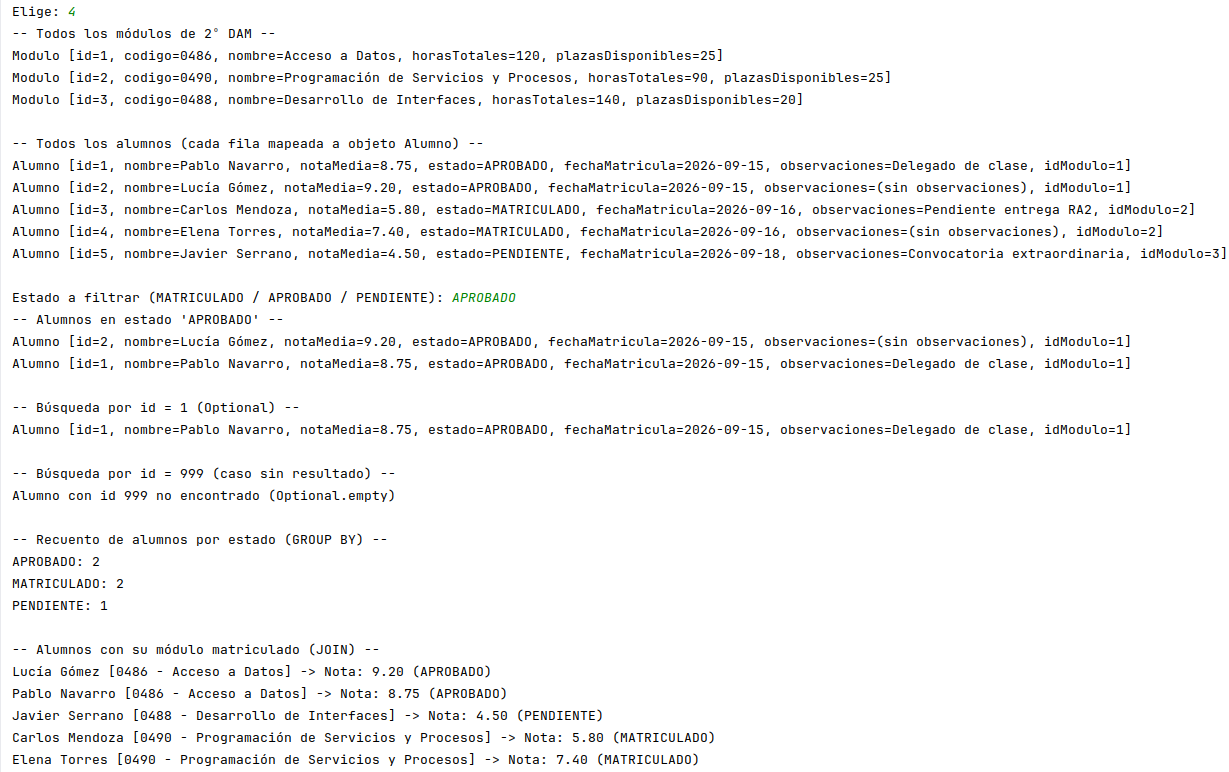 Elige: 4
-- Todos los módulos de 2° DAM --
Modulo [id=1, codigo=0486, nombre=Acceso a Datos, horasTotales=120, plazasDisponibles=25]
Modulo [id=2, codigo=0490, nombre=Programación de Servicios y Procesos, horasTotales=90, plazasDisponibles=25]
Modulo [id=3, codigo=0488, nombre=Desarrollo de Interfaces, horasTotales=140, plazasDisponibles=20]
-- Todos los alumnos (cada fila mapeada a objeto Alumno) --
Alumno [id=1, nombre=Pablo Navarro, notaMedia=8.75, estado=APROBADO, fechaMatricula=2026-09-15, observaciones=Delegado de clase, idModulo=1]
Alumno [id=2, nombre=Lucía Gómez, notaMedia=9.20, estado=APROBADO, fechaMatricula=2026-09-15, observaciones=(sin observaciones), idModulo=1]
Alumno [id=3, nombre=Carlos Mendoza, notaMedia=5.80, estado=MATRICULADO, fechaMatricula=2026-09-16, observaciones=Pendiente entrega RA2, idModulo=2]
Alumno [id=4, nombre=Elena Torres, notaMedia=7.40, estado=MATRICULADO, fechaMatricula=2026-09-16, observaciones=(sin observaciones), idModulo=2]
Alumno [id=5, nombre=Javier Serrano, notaMedia=4.50, estado=PENDIENTE, fechaMatricula=2026-09-18, observaciones=Convocatoria extraordinaria, idModulo=3]
Estado a filtrar (MATRICULADO / APROBADO / PENDIENTE): APROBADO
-- Alumnos en estado 'APROBADO' --
Alumno [id=2, nombre=Lucía Gómez, notaMedia=9.20, estado=APROBADO, fechaMatricula=2026-09-15, observaciones=(sin observaciones), idModulo=1]
Alumno [id=1, nombre=Pablo Navarro, notaMedia=8.75, estado=APROBADO, fechaMatricula=2026-09-15, observaciones=Delegado de clase, idModulo=1]
-- Búsqueda por id = 1 (Optional) --
Alumno [id=1, nombre=Pablo Navarro, notaMedia=8.75, estado=APROBADO, fechaMatricula=2026-09-15, observaciones=Delegado de clase, idModulo=1]
-- Búsqueda por id = 999 (caso sin resultado) --
Alumno con id 999 no encontrado (Optional.empty)
-- Recuento de alumnos por estado (GROUP BY) --
APROBADO: 2
MATRICULADO: 2
PENDIENTE: 1
-- Alumnos con su módulo matriculado (JOIN) --
Lucía Gómez [0486 - Acceso a Datos] -> Nota: 9.20 (APROBADO)
Pablo Navarro [0486 - Acceso a Datos] -> Nota: 8.75 (APROBADO)
Javier Serrano [0488 - Desarrollo de Interfaces] -> Nota: 4.50 (PENDIENTE)
Carlos Mendoza [0490 - Programación de Servicios y Procesos] -> Nota: 5.80 (MATRICULADO)
Elena Torres [0490 - Programación de Servicios y Procesos] -> Nota: 7.40 (MATRICULADO)